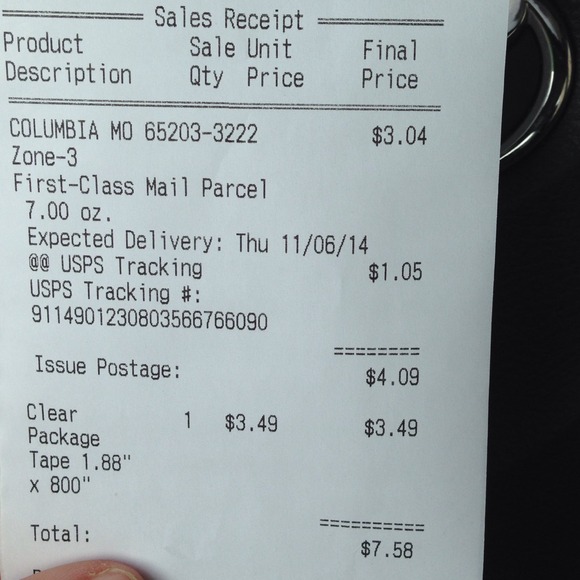 Sales Receipt
Product Sale Unit Final
Description Qty Price Price
COLUMBIA MO 65203-3222 $3.04
Zone-3
First-Class Mail Parcel
7.00 oz.
Expected Delivery: Thu 11/06/14
@@ USPS Tracking $1.05
USPS Tracking #:
9114901230803566766090
========
Issue Postage: $4.09
Clear 1 $3.49 $3.49
Package
Tape 1.88"
x 800"
==========
Total: $7.58